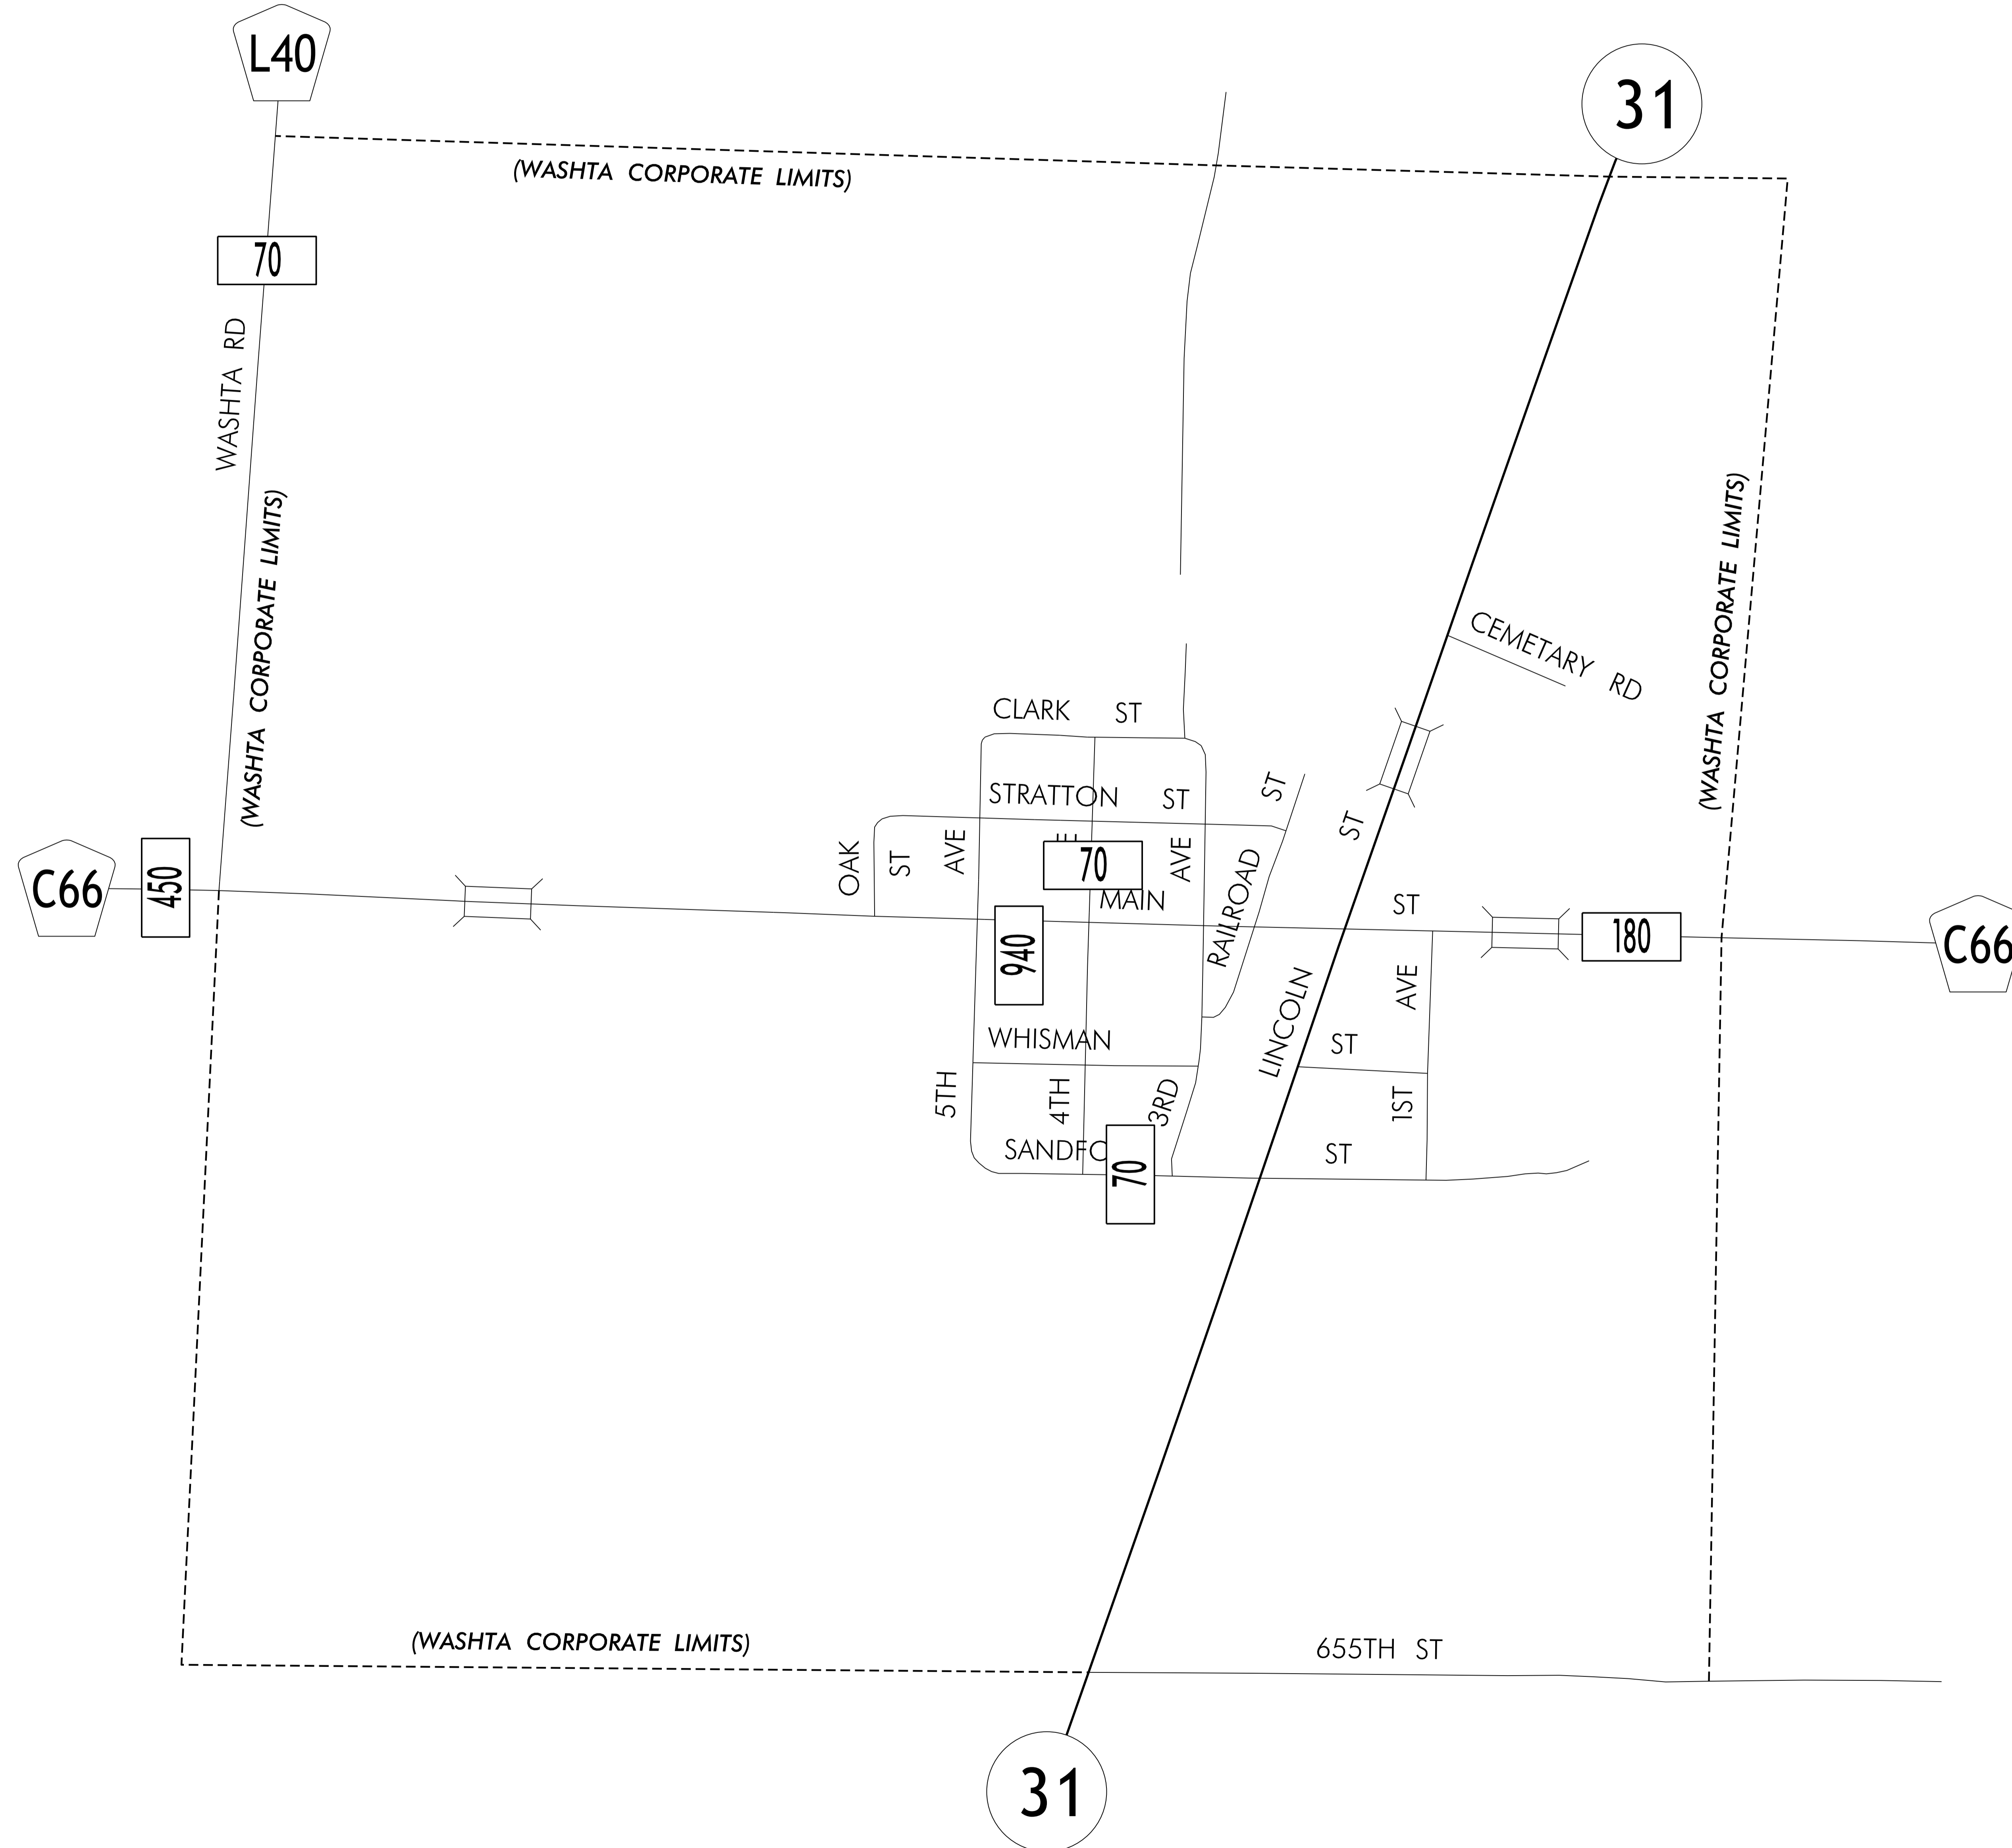 L40
31
(WASHTA CORPORATE LIMITS)
70
WASHTA RD
(WASHTA CORPORATE LIMITS)
(WASHTA CORPORATE LIMITS)
CEMETARY RD
CLARK ST
STRATTON ST
RAILROAD ST
LINCOLN ST
OAK ST
5TH AVE
4TH
70
3RD AVE
C66
450
MAIN ST
940
180
C66
1ST AVE
WHISMAN ST
ST
70
(WASHTA CORPORATE LIMITS)
655TH ST
31